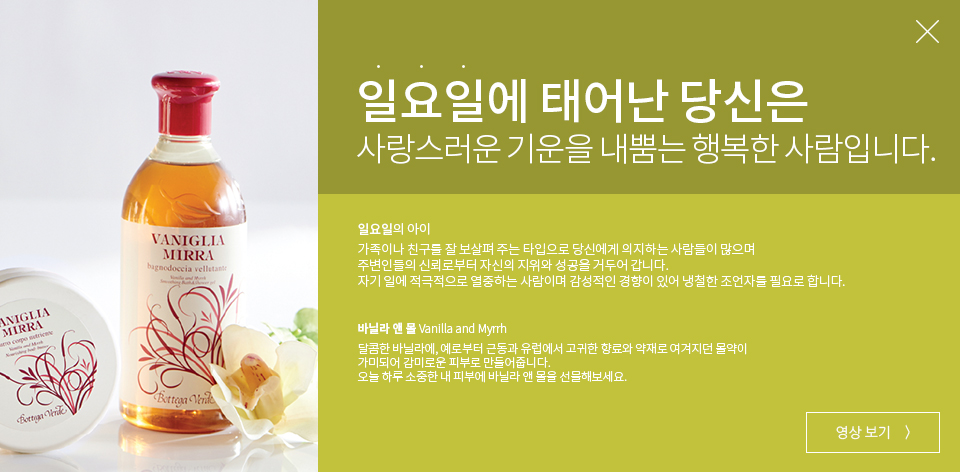 일요일에 태어난 당신은
사랑스러운 기운을 내뿜는 행복한 사람입니다.
일요일의 아이
가족이나 친구를 잘 보살펴 주는 타입으로 당신에게 의지하는 사람들이 많으며
주변인들의 신뢰로부터 자신의 지위와 성공을 거두어 갑니다.
자기 일에 적극적으로 열중하는 사람이며 감성적인 경향이 있어 냉철한 조언자를 필요로 합니다.
바닐라 앤 몰 Vanilla and Myrrh
달콤한 바닐라에, 예로부터 근동과 유럽에서 고귀한 향료와 약재로 여겨지던 몰약이
가미되어 감미로운 피부로 만들어줍니다.
오늘 하루 소중한 내 피부에 바닐라 앤 몰을 선물해보세요.
영상 보기 〉
VANIGLIA
MIRRA
bagnodoccia vellutante
Vanilla and Myrrh
Bottega Verde
VANIGLIA
MIRRA
corpo nutriente
Vanilla and Myrrh
Bottega Verde